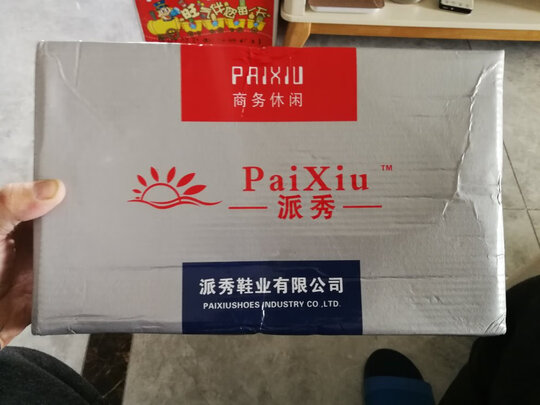 PAIXIU
商务休闲
PaiXiu™
派秀
派秀鞋业有限公司
PAIXIUSHOES INDUSTRY CO .LTD.